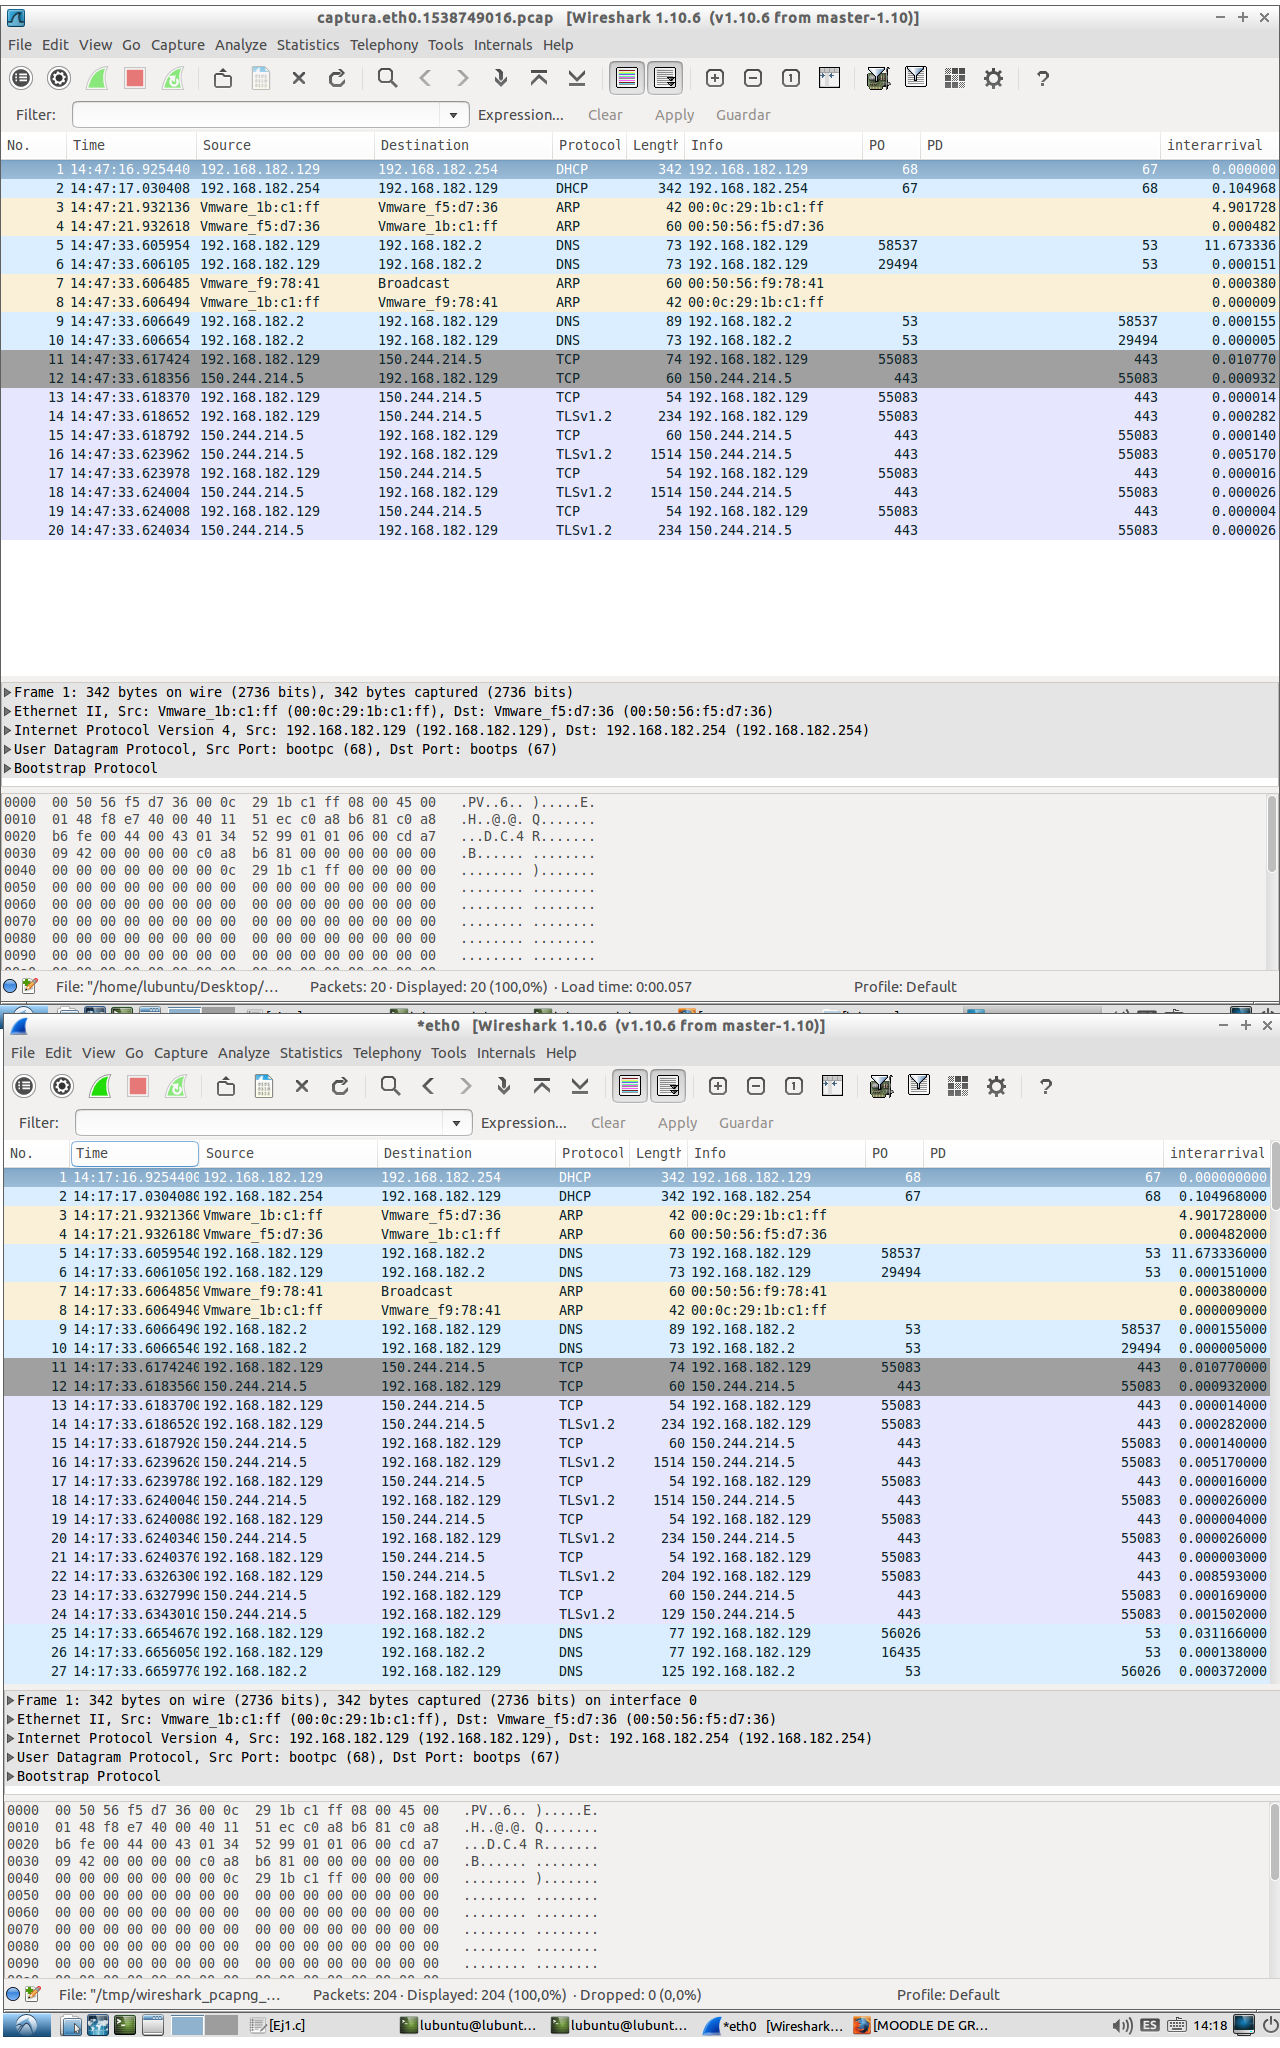 captura.eth0.1538749016.pcap [Wireshark 1.10.6 (v1.10.6 from master-1.10)]
File Edit View Go Capture Analyze Statistics Telephony Tools Internals Help
Filter: Expression... Clear Apply Guardar
No. Time Source Destination Protocol Length Info PO PD interarrival
1 14:47:16.925440 192.168.182.129 192.168.182.254 DHCP 342 192.168.182.129 68 67 0.000000
2 14:47:17.030408 192.168.182.254 192.168.182.129 DHCP 342 192.168.182.254 67 68 0.104968
3 14:47:21.932136 Vmware_1b:c1:ff Vmware_f5:d7:36 ARP 42 00:0c:29:1b:c1:ff 4.901728
4 14:47:21.932618 Vmware_f5:d7:36 Vmware_1b:c1:ff ARP 60 00:50:56:f5:d7:36 0.000482
5 14:47:33.605954 192.168.182.129 192.168.182.2 DNS 73 192.168.182.129 58537 53 11.673336
6 14:47:33.606105 192.168.182.129 192.168.182.2 DNS 73 192.168.182.129 29494 53 0.000151
7 14:47:33.606485 Vmware_f9:78:41 Broadcast ARP 60 00:50:56:f9:78:41 0.000380
8 14:47:33.606494 Vmware_1b:c1:ff Vmware_f9:78:41 ARP 42 00:0c:29:1b:c1:ff 0.000009
9 14:47:33.606649 192.168.182.2 192.168.182.129 DNS 89 192.168.182.2 53 58537 0.000155
10 14:47:33.606654 192.168.182.2 192.168.182.129 DNS 73 192.168.182.2 53 29494 0.000005
11 14:47:33.617424 192.168.182.129 150.244.214.5 TCP 74 192.168.182.129 55083 443 0.010770
12 14:47:33.618356 150.244.214.5 192.168.182.129 TCP 60 150.244.214.5 443 55083 0.000932
13 14:47:33.618370 192.168.182.129 150.244.214.5 TCP 54 192.168.182.129 55083 443 0.000014
14 14:47:33.618652 192.168.182.129 150.244.214.5 TLSv1.2 234 192.168.182.129 55083 443 0.000282
15 14:47:33.618792 150.244.214.5 192.168.182.129 TCP 60 150.244.214.5 443 55083 0.000140
16 14:47:33.623962 150.244.214.5 192.168.182.129 TLSv1.2 1514 150.244.214.5 443 55083 0.005170
17 14:47:33.623978 192.168.182.129 150.244.214.5 TCP 54 192.168.182.129 55083 443 0.000016
18 14:47:33.624004 150.244.214.5 192.168.182.129 TLSv1.2 1514 150.244.214.5 443 55083 0.000026
19 14:47:33.624008 192.168.182.129 150.244.214.5 TCP 54 192.168.182.129 55083 443 0.000004
20 14:47:33.624034 150.244.214.5 192.168.182.129 TLSv1.2 234 150.244.214.5 443 55083 0.000026
Frame 1: 342 bytes on wire (2736 bits), 342 bytes captured (2736 bits)
Ethernet II, Src: Vmware_1b:c1:ff (00:0c:29:1b:c1:ff), Dst: Vmware_f5:d7:36 (00:50:56:f5:d7:36)
Internet Protocol Version 4, Src: 192.168.182.129 (192.168.182.129), Dst: 192.168.182.254 (192.168.182.254)
User Datagram Protocol, Src Port: bootpc (68), Dst Port: bootps (67)
Bootstrap Protocol
0000 00 50 56 f5 d7 36 00 0c 29 1b c1 ff 08 00 45 00 .PV..6.. ).....E.
0010 01 48 f8 e7 40 00 40 11 51 ec c0 a8 b6 81 c0 a8 .H..@.@. Q.......
0020 b6 fe 00 44 00 43 01 34 52 99 01 01 06 00 cd a7 ...D.C.4 R.......
0030 09 42 00 00 00 00 c0 a8 b6 81 00 00 00 00 00 00 .B...... ........
0040 00 00 00 00 00 00 00 0c 29 1b c1 ff 00 00 00 00 ........ ).......
0050 00 00 00 00 00 00 00 00 00 00 00 00 00 00 00 00 ........ ........
0060 00 00 00 00 00 00 00 00 00 00 00 00 00 00 00 00 ........ ........
0070 00 00 00 00 00 00 00 00 00 00 00 00 00 00 00 00 ........ ........
0080 00 00 00 00 00 00 00 00 00 00 00 00 00 00 00 00 ........ ........
0090 00 00 00 00 00 00 00 00 00 00 00 00 00 00 00 00 ........ ........
File: "/home/lubuntu/Desktop/... Packets: 20 · Displayed: 20 (100,0%) · Load time: 0:00.057 Profile: Default
*eth0 [Wireshark 1.10.6 (v1.10.6 from master-1.10)]
File Edit View Go Capture Analyze Statistics Telephony Tools Internals Help
Filter: Expression... Clear Apply Guardar
No. Time Source Destination Protocol Length Info PO PD interarrival
1 14:17:16.9254400 192.168.182.129 192.168.182.254 DHCP 342 192.168.182.129 68 67 0.000000000
2 14:17:17.0304080 192.168.182.254 192.168.182.129 DHCP 342 192.168.182.254 67 68 0.104968000
3 14:17:21.9321360 Vmware_1b:c1:ff Vmware_f5:d7:36 ARP 42 00:0c:29:1b:c1:ff 4.901728000
4 14:17:21.9326180 Vmware_f5:d7:36 Vmware_1b:c1:ff ARP 60 00:50:56:f5:d7:36 0.000482000
5 14:17:33.6059540 192.168.182.129 192.168.182.2 DNS 73 192.168.182.129 58537 53 11.673336000
6 14:17:33.6061050 192.168.182.129 192.168.182.2 DNS 73 192.168.182.129 29494 53 0.000151000
7 14:17:33.6064850 Vmware_f9:78:41 Broadcast ARP 60 00:50:56:f9:78:41 0.000380000
8 14:17:33.6064940 Vmware_1b:c1:ff Vmware_f9:78:41 ARP 42 00:0c:29:1b:c1:ff 0.000009000
9 14:17:33.6066490 192.168.182.2 192.168.182.129 DNS 89 192.168.182.2 53 58537 0.000155000
10 14:17:33.6066540 192.168.182.2 192.168.182.129 DNS 73 192.168.182.2 53 29494 0.000005000
11 14:17:33.6174240 192.168.182.129 150.244.214.5 TCP 74 192.168.182.129 55083 443 0.010770000
12 14:17:33.6183560 150.244.214.5 192.168.182.129 TCP 60 150.244.214.5 443 55083 0.000932000
13 14:17:33.6183700 192.168.182.129 150.244.214.5 TCP 54 192.168.182.129 55083 443 0.000014000
14 14:17:33.6186520 192.168.182.129 150.244.214.5 TLSv1.2 234 192.168.182.129 55083 443 0.000282000
15 14:17:33.6187920 150.244.214.5 192.168.182.129 TCP 60 150.244.214.5 443 55083 0.000140000
16 14:17:33.6239620 150.244.214.5 192.168.182.129 TLSv1.2 1514 150.244.214.5 443 55083 0.005170000
17 14:17:33.6239780 192.168.182.129 150.244.214.5 TCP 54 192.168.182.129 55083 443 0.000016000
18 14:17:33.6240040 150.244.214.5 192.168.182.129 TLSv1.2 1514 150.244.214.5 443 55083 0.000026000
19 14:17:33.6240080 192.168.182.129 150.244.214.5 TCP 54 192.168.182.129 55083 443 0.000004000
20 14:17:33.6240340 150.244.214.5 192.168.182.129 TLSv1.2 234 150.244.214.5 443 55083 0.000026000
21 14:17:33.6240370 192.168.182.129 150.244.214.5 TCP 54 192.168.182.129 55083 443 0.000003000
22 14:17:33.6326300 192.168.182.129 150.244.214.5 TLSv1.2 204 192.168.182.129 55083 443 0.008593000
23 14:17:33.6327990 150.244.214.5 192.168.182.129 TCP 60 150.244.214.5 443 55083 0.000169000
24 14:17:33.6343010 150.244.214.5 192.168.182.129 TLSv1.2 129 150.244.214.5 443 55083 0.001502000
25 14:17:33.6654670 192.168.182.129 192.168.182.2 DNS 77 192.168.182.129 56026 53 0.031166000
26 14:17:33.6656050 192.168.182.129 192.168.182.2 DNS 77 192.168.182.129 16435 53 0.000138000
27 14:17:33.6659770 192.168.182.2 192.168.182.129 DNS 125 192.168.182.2 53 56026 0.000372000
Frame 1: 342 bytes on wire (2736 bits), 342 bytes captured (2736 bits) on interface 0
Ethernet II, Src: Vmware_1b:c1:ff (00:0c:29:1b:c1:ff), Dst: Vmware_f5:d7:36 (00:50:56:f5:d7:36)
Internet Protocol Version 4, Src: 192.168.182.129 (192.168.182.129), Dst: 192.168.182.254 (192.168.182.254)
User Datagram Protocol, Src Port: bootpc (68), Dst Port: bootps (67)
Bootstrap Protocol
0000 00 50 56 f5 d7 36 00 0c 29 1b c1 ff 08 00 45 00 .PV..6.. ).....E.
0010 01 48 f8 e7 40 00 40 11 51 ec c0 a8 b6 81 c0 a8 .H..@.@. Q.......
0020 b6 fe 00 44 00 43 01 34 52 99 01 01 06 00 cd a7 ...D.C.4 R.......
0030 09 42 00 00 00 00 c0 a8 b6 81 00 00 00 00 00 00 .B...... ........
0040 00 00 00 00 00 00 00 0c 29 1b c1 ff 00 00 00 00 ........ ).......
0050 00 00 00 00 00 00 00 00 00 00 00 00 00 00 00 00 ........ ........
0060 00 00 00 00 00 00 00 00 00 00 00 00 00 00 00 00 ........ ........
0070 00 00 00 00 00 00 00 00 00 00 00 00 00 00 00 00 ........ ........
0080 00 00 00 00 00 00 00 00 00 00 00 00 00 00 00 00 ........ ........
0090 00 00 00 00 00 00 00 00 00 00 00 00 00 00 00 00 ........ ........
File: "/tmp/wireshark_pcapng_... Packets: 204 · Displayed: 204 (100,0%) · Dropped: 0 (0,0%) Profile: Default
[Ej1.c] lubuntu@lubunt... lubuntu@lubunt... *eth0 [Wireshark... [MOODLE DE GR... ES 14:18